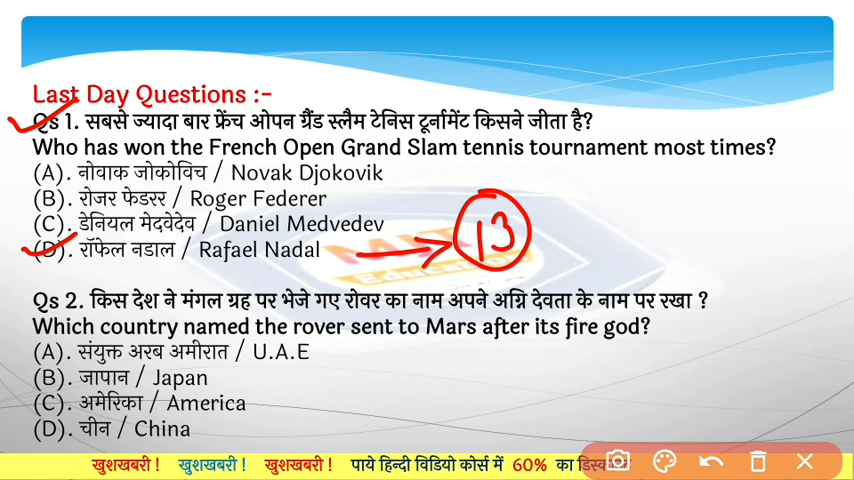 Last Day Questions :-
Qs 1. सबसे ज्यादा बार फ्रेंच ओपन ग्रैंड स्लैम टेनिस टूर्नामेंट किसने जीता है?
Who has won the French Open Grand Slam tennis tournament most times?
(A). नोवाक जोकोविच / Novak Djokovik
(B). रोजर फेडरर / Roger Federer
(C). डेनियल मेदवेदेव / Daniel Medvedev
(D). रॉफेल नडाल / Rafael Nadal
13
Education
Qs 2. किस देश ने मंगल ग्रह पर भेजे गए रोवर का नाम अपने अग्नि देवता के नाम पर रखा ?
Which country named the rover sent to Mars after its fire god?
(A). संयुक्त अरब अमीरात / U.A.E
(B). जापान / Japan
(C). अमेरिका / America
(D). चीन / China
खुशखबरी ! खुशखबरी ! खुशखबरी ! पाये हिन्दी विडियो कोर्स में 60% का